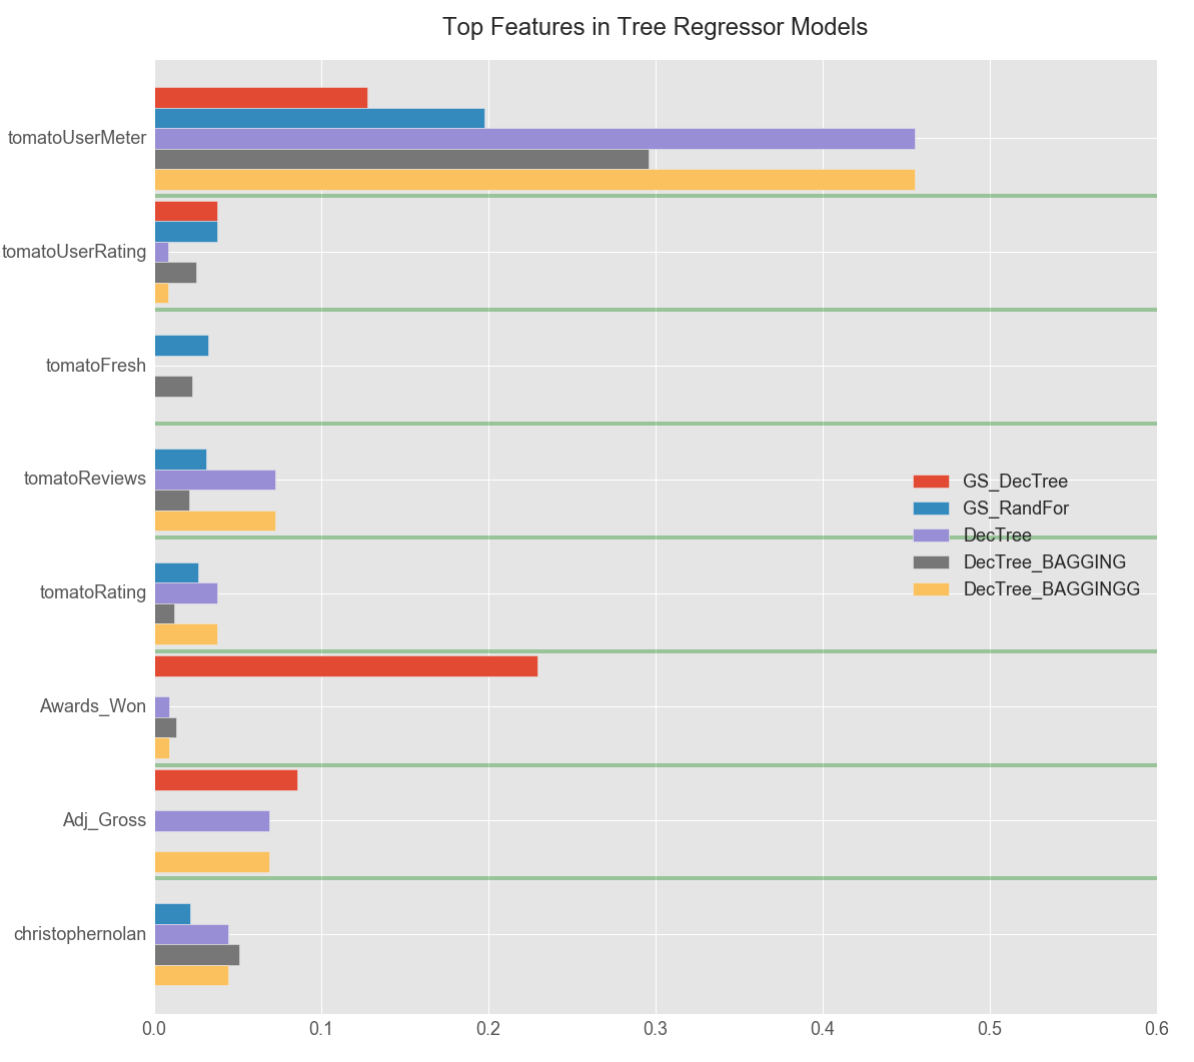 Top Features in Tree Regressor Models
tomatoUserMeter
tomatoUserRating
tomatoFresh
tomatoReviews
tomatoRating
Awards_Won
Adj_Gross
christophernolan
GS_DecTree
GS_RandFor
DecTree
DecTree_BAGGING
DecTree_BAGGINGG
0.0 0.1 0.2 0.3 0.4 0.5 0.6